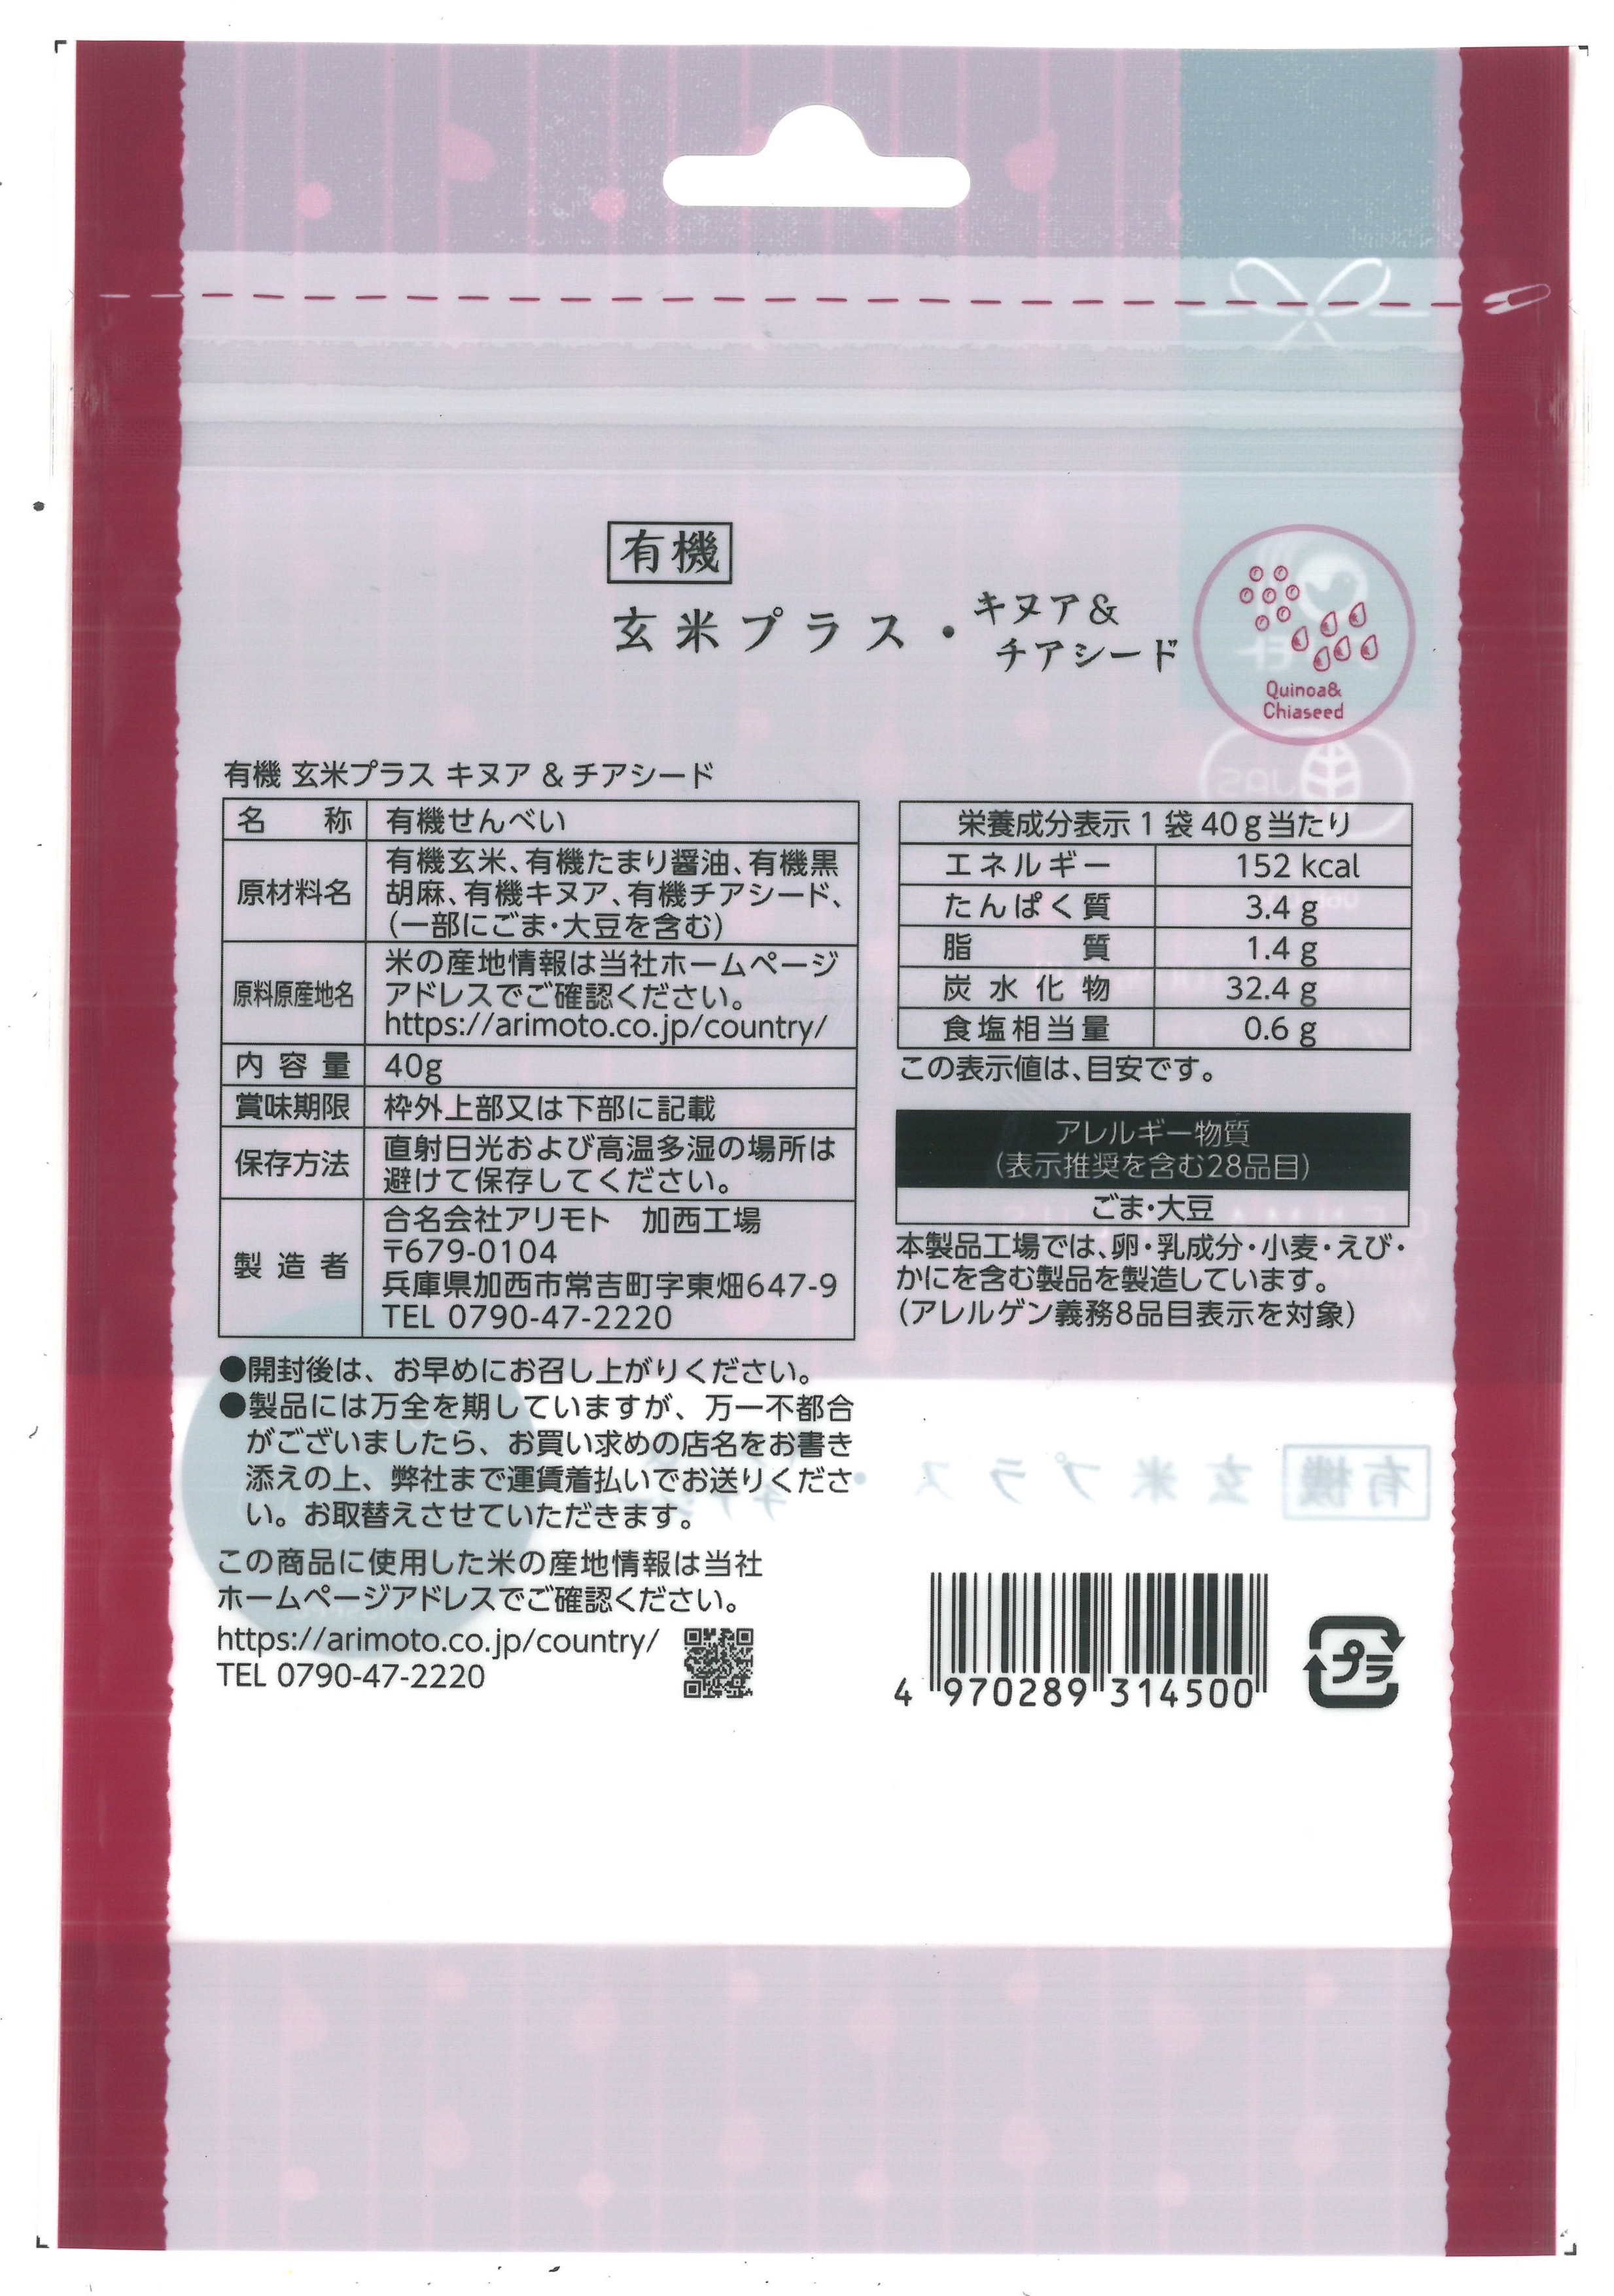 有機
玄米プラス・キヌア&
チアシード
Quinoa&
Chiaseed
有機 玄米プラス キヌア & チアシード
名 称 有機せんべい
原材料名 有機玄米、有機たまり醤油、有機黒
胡麻、有機キヌア、有機チアシード、
(一部にごま・大豆を含む)
原料原産地名 米の産地情報は当社ホームページ
アドレスでご確認ください。
https://arimoto.co.jp/country/
内容量 40g
賞味期限 枠外上部又は下部に記載
保存方法 直射日光および高温多湿の場所は
避けて保存してください。
製造者 合名会社アリモト 加西工場
〒679-0104
兵庫県加西市常吉町字東畑647-9
TEL 0790-47-2220
栄養成分表示1袋40g当たり
エネルギー 152 kcal
たんぱく質 3.4 g
脂質 1.4 g
炭水化物 32.4 g
食塩相当量 0.6 g
この表示値は、目安です。
アレルギー物質
(表示推奨を含む28品目)
ごま・大豆
本製品工場では、卵・乳成分・小麦・えび・
かにを含む製品を製造しています。
(アレルゲン義務8品目表示を対象)
●開封後は、お早めにお召し上がりください。
●製品には万全を期していますが、万一不都合
がございましたら、お買い求めの店名をお書き
添えの上、弊社まで運賃着払いでお送りくださ
い。お取替えさせていただきます。
この商品に使用した米の産地情報は当社
ホームページアドレスでご確認ください。
https://arimoto.co.jp/country/
TEL 0790-47-2220
4 970289 314500
プラ
JAS
有機 玄米プラス・